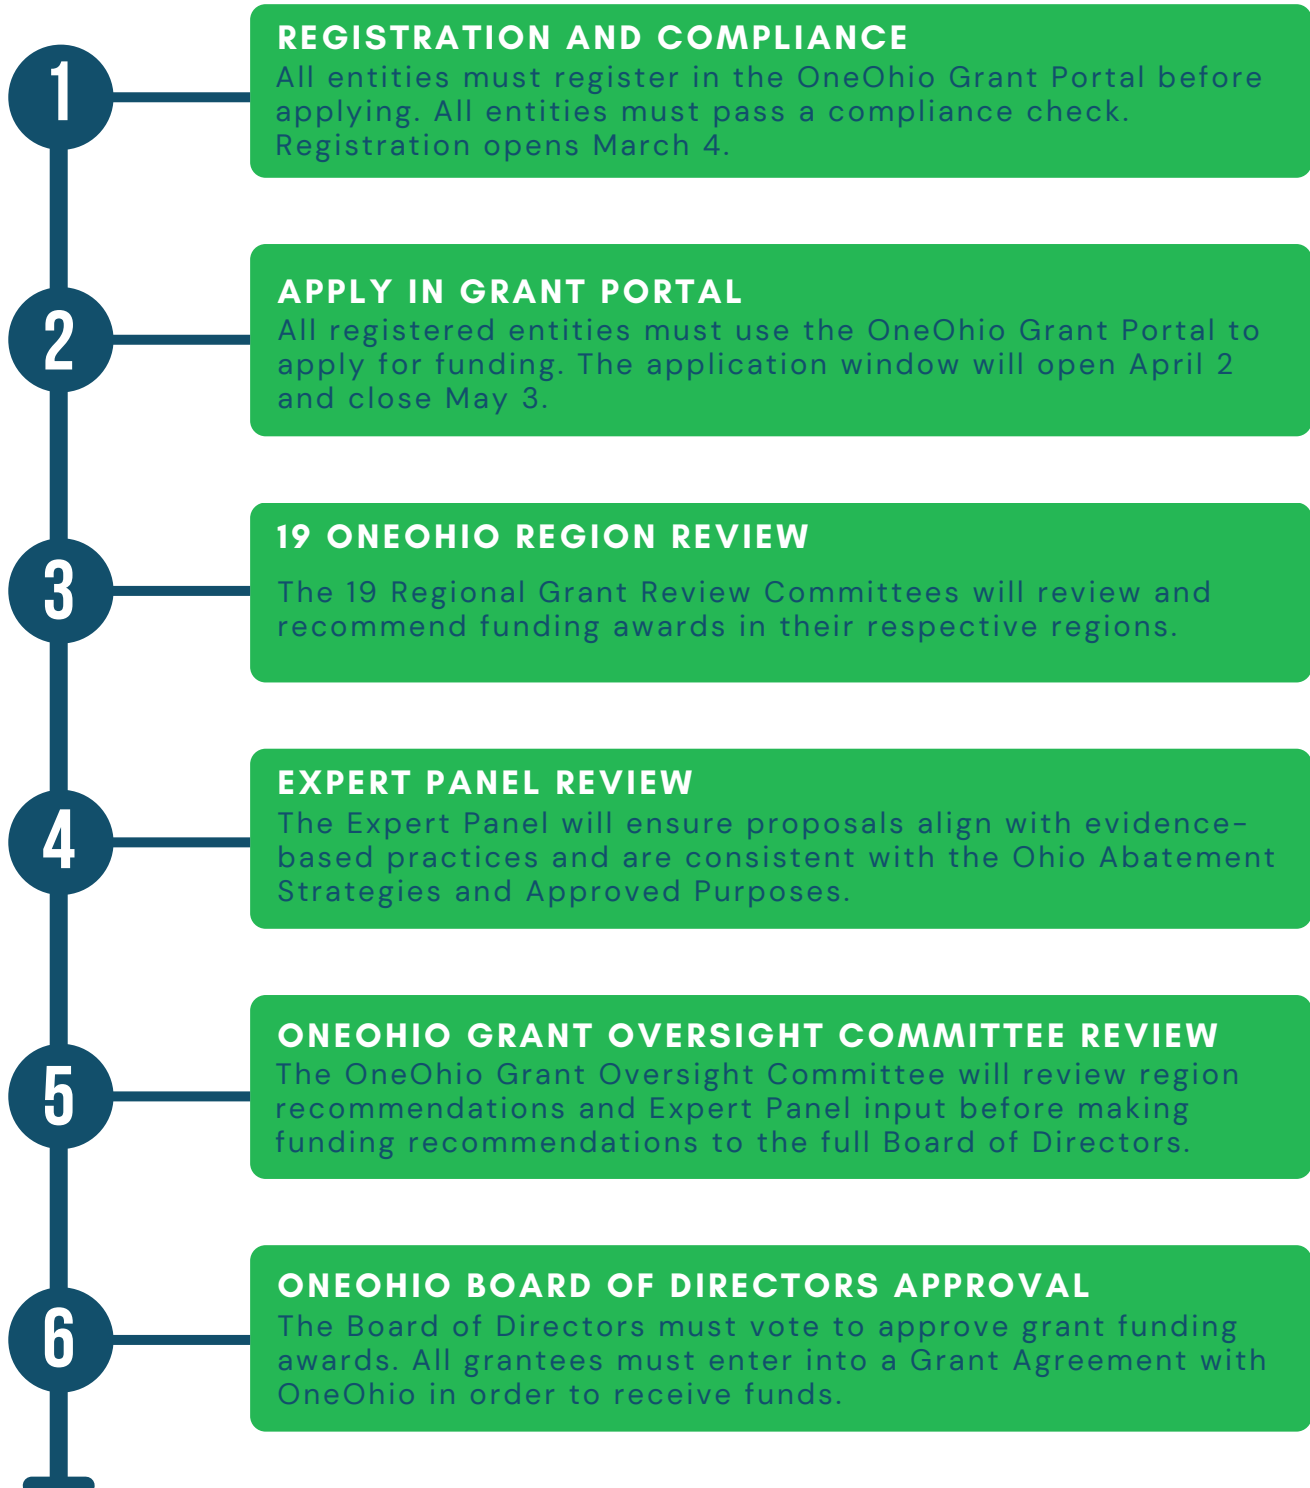 1
REGISTRATION AND COMPLIANCE
All entities must register in the OneOhio Grant Portal before
applying. All entities must pass a compliance check.
Registration opens March 4.
2
APPLY IN GRANT PORTAL
All registered entities must use the OneOhio Grant Portal to
apply for funding. The application window will open April 2
and close May 3.
3
19 ONEOHIO REGION REVIEW
The 19 Regional Grant Review Committees will review and
recommend funding awards in their respective regions.
4
EXPERT PANEL REVIEW
The Expert Panel will ensure proposals align with evidence-
based practices and are consistent with the Ohio Abatement
Strategies and Approved Purposes.
5
ONEOHIO GRANT OVERSIGHT COMMITTEE REVIEW
The OneOhio Grant Oversight Committee will review region
recommendations and Expert Panel input before making
funding recommendations to the full Board of Directors.
6
ONEOHIO BOARD OF DIRECTORS APPROVAL
The Board of Directors must vote to approve grant funding
awards. All grantees must enter into a Grant Agreement with
OneOhio in order to receive funds.